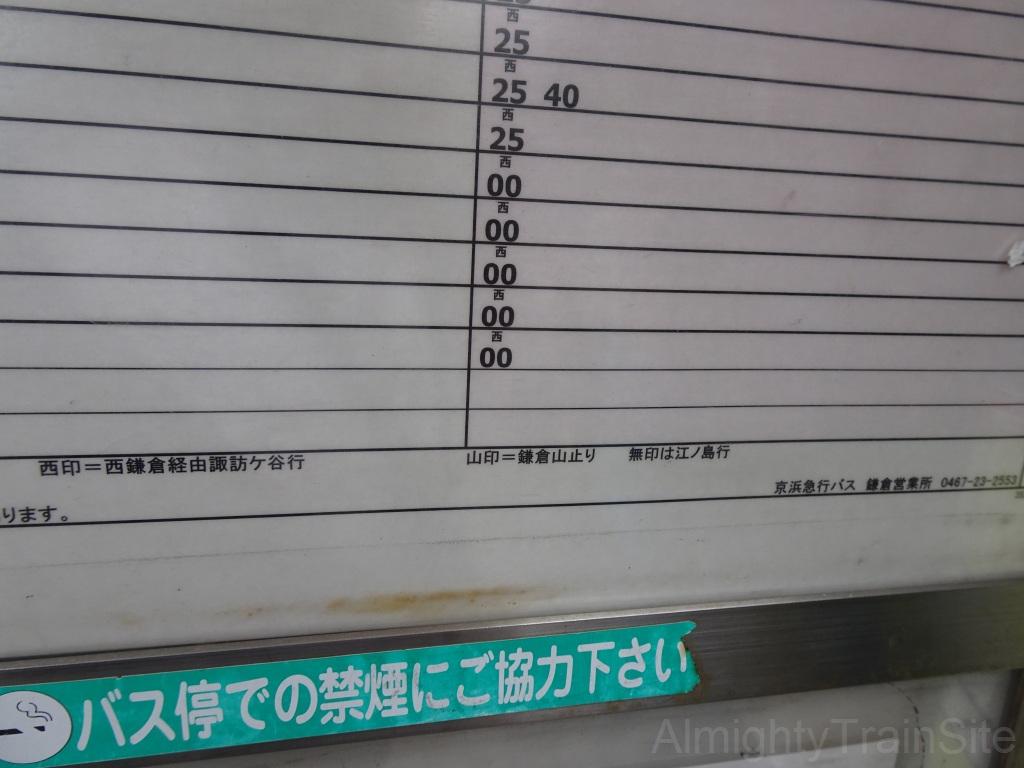 西
25
西
25 40
西
25
西
00
西
00
西
00
西
00
西
00
西印＝西鎌倉経由諏訪ケ谷行 山印＝鎌倉山止り 無印は江ノ島行
京浜急行バス 鎌倉営業所 0467-23-2553
ります。
バス停での禁煙にご協力下さい
AlmightyTrainSite